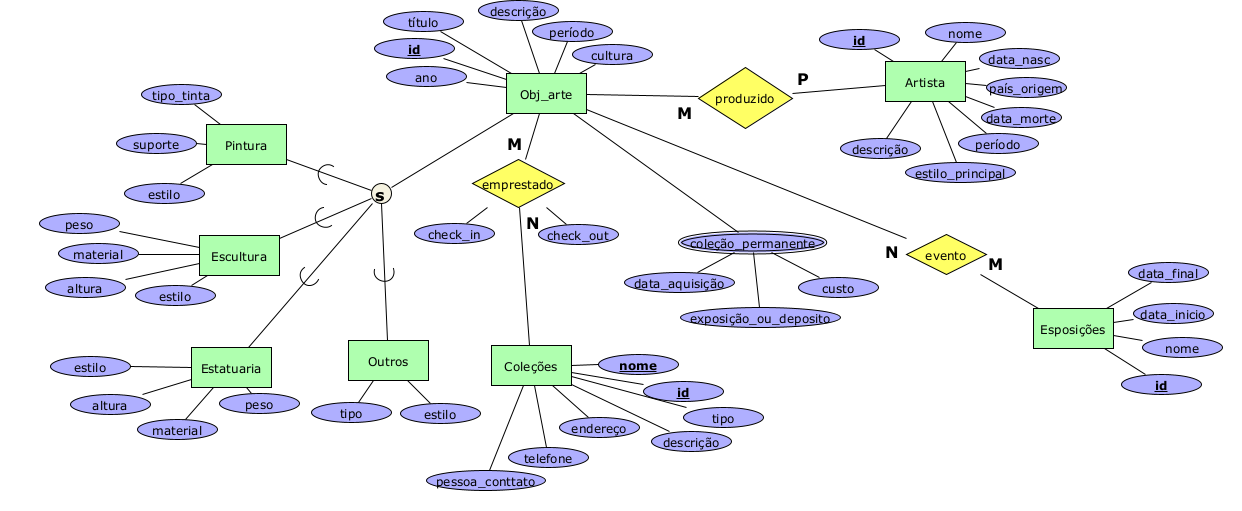 descrição
título
período
id
cultura
ano
Obj_arte
produzido
M
P
id
nome
data_nasc
Artista
país_origem
data_morte
período
descrição
estilo_principal
tipo_tinta
Pintura
suporte
estilo
s
M
emprestado
N
check_in
check_out
peso
material
Escultura
altura
estilo
coleção_permanente
data_aquisição
custo
exposição_ou_deposito
N
evento
M
data_final
data_inicio
Esposições
nome
id
estilo
Estatuaria
altura
peso
material
Outros
tipo
estilo
Coleções
nome
id
tipo
endereço
descrição
telefone
pessoa_conttato